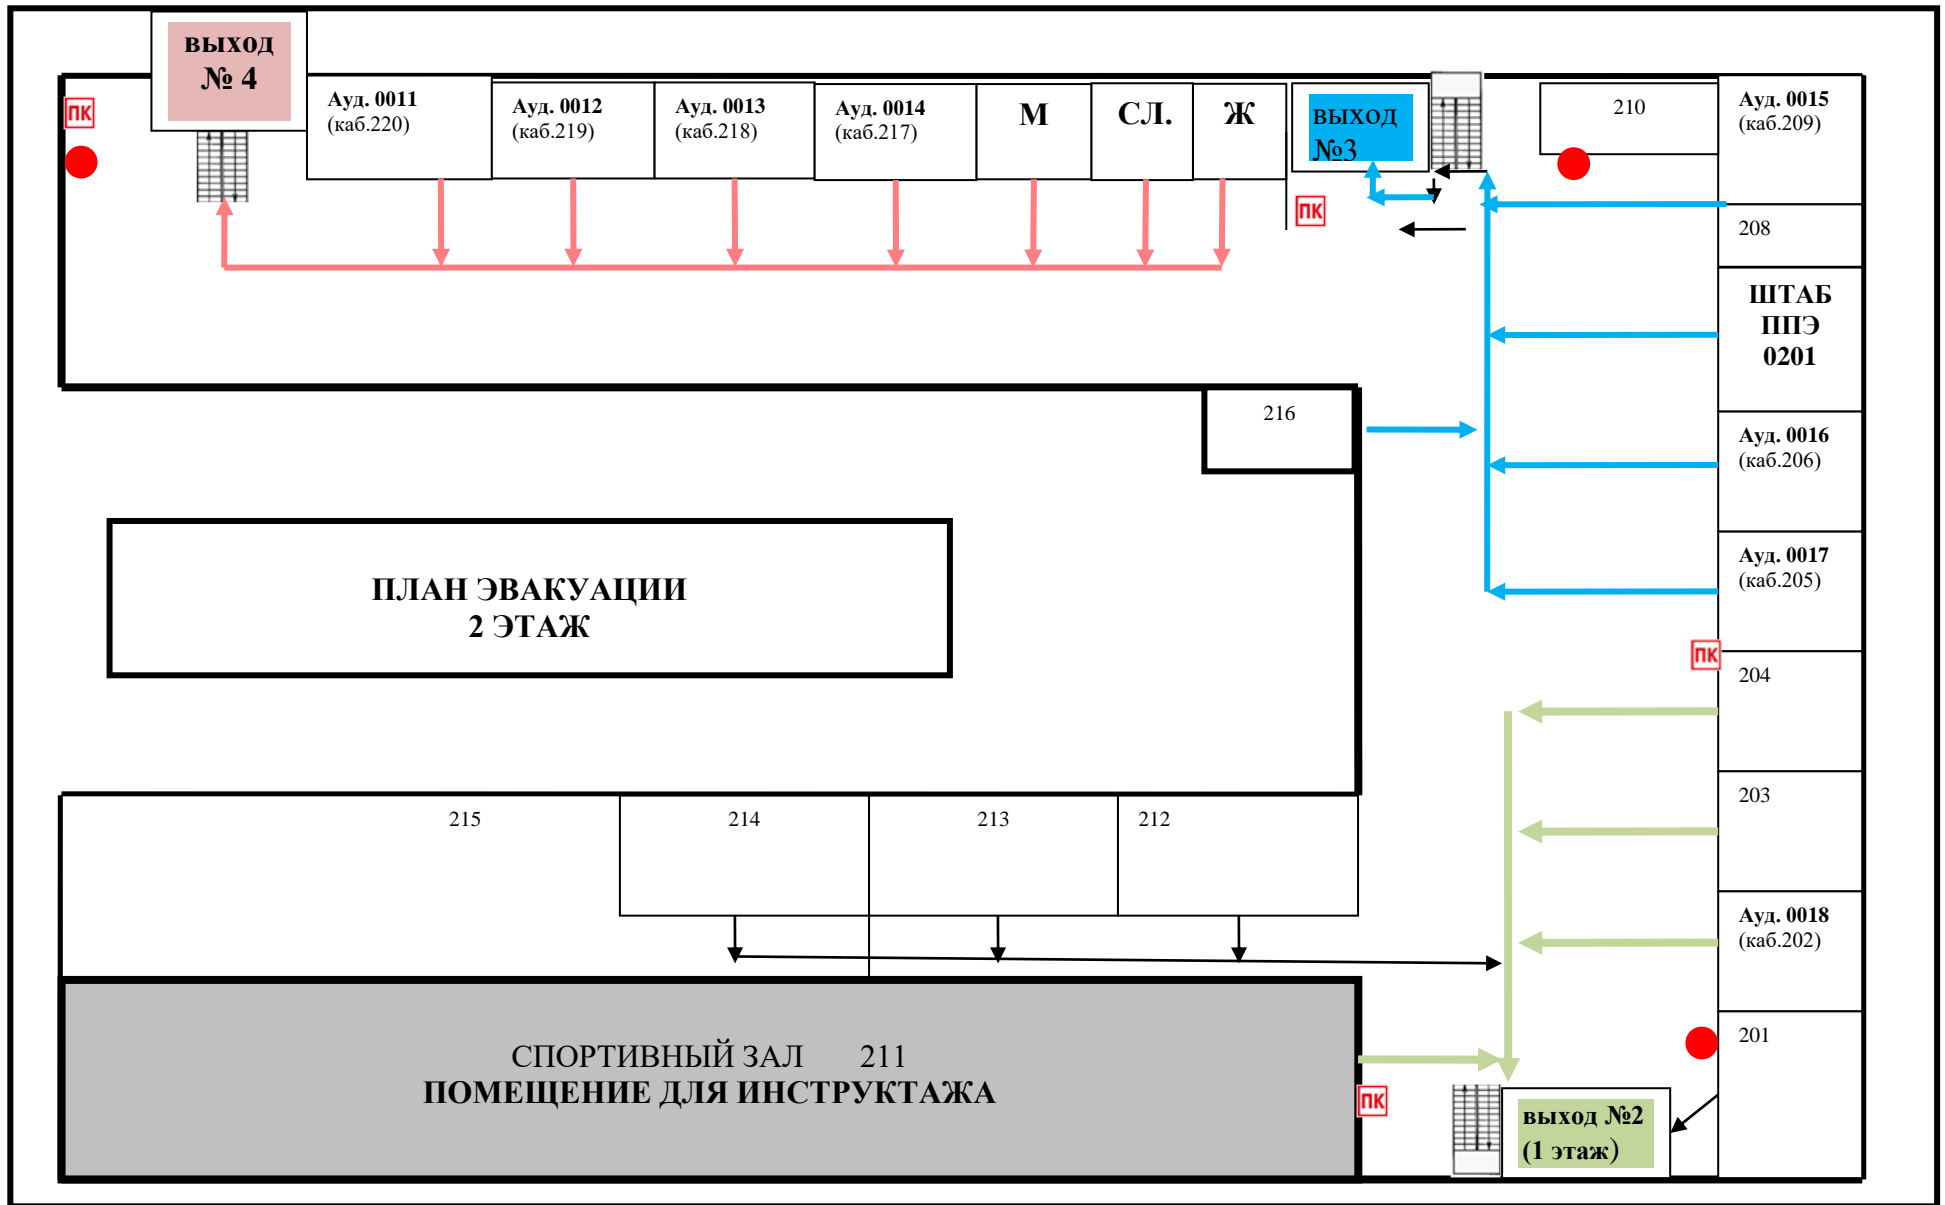 выход
№ 4
ПК
Ауд. 0011
(каб.220)
Ауд. 0012
(каб.219)
Ауд. 0013
(каб.218)
Ауд. 0014
(каб.217)
М
СЛ.
Ж
ПК
выход
№3
210
Ауд. 0015
(каб.209)
208
ШТАБ
ППЭ
0201
216
Ауд. 0016
(каб.206)
Ауд. 0017
(каб.205)
ПЛАН ЭВАКУАЦИИ
2 ЭТАЖ
ПК
204
203
215
214
213
212
Ауд. 0018
(каб.202)
201
СПОРТИВНЫЙ ЗАЛ 211
ПОМЕЩЕНИЕ ДЛЯ ИНСТРУКТАЖА
ПК
выход №2
(1 этаж)